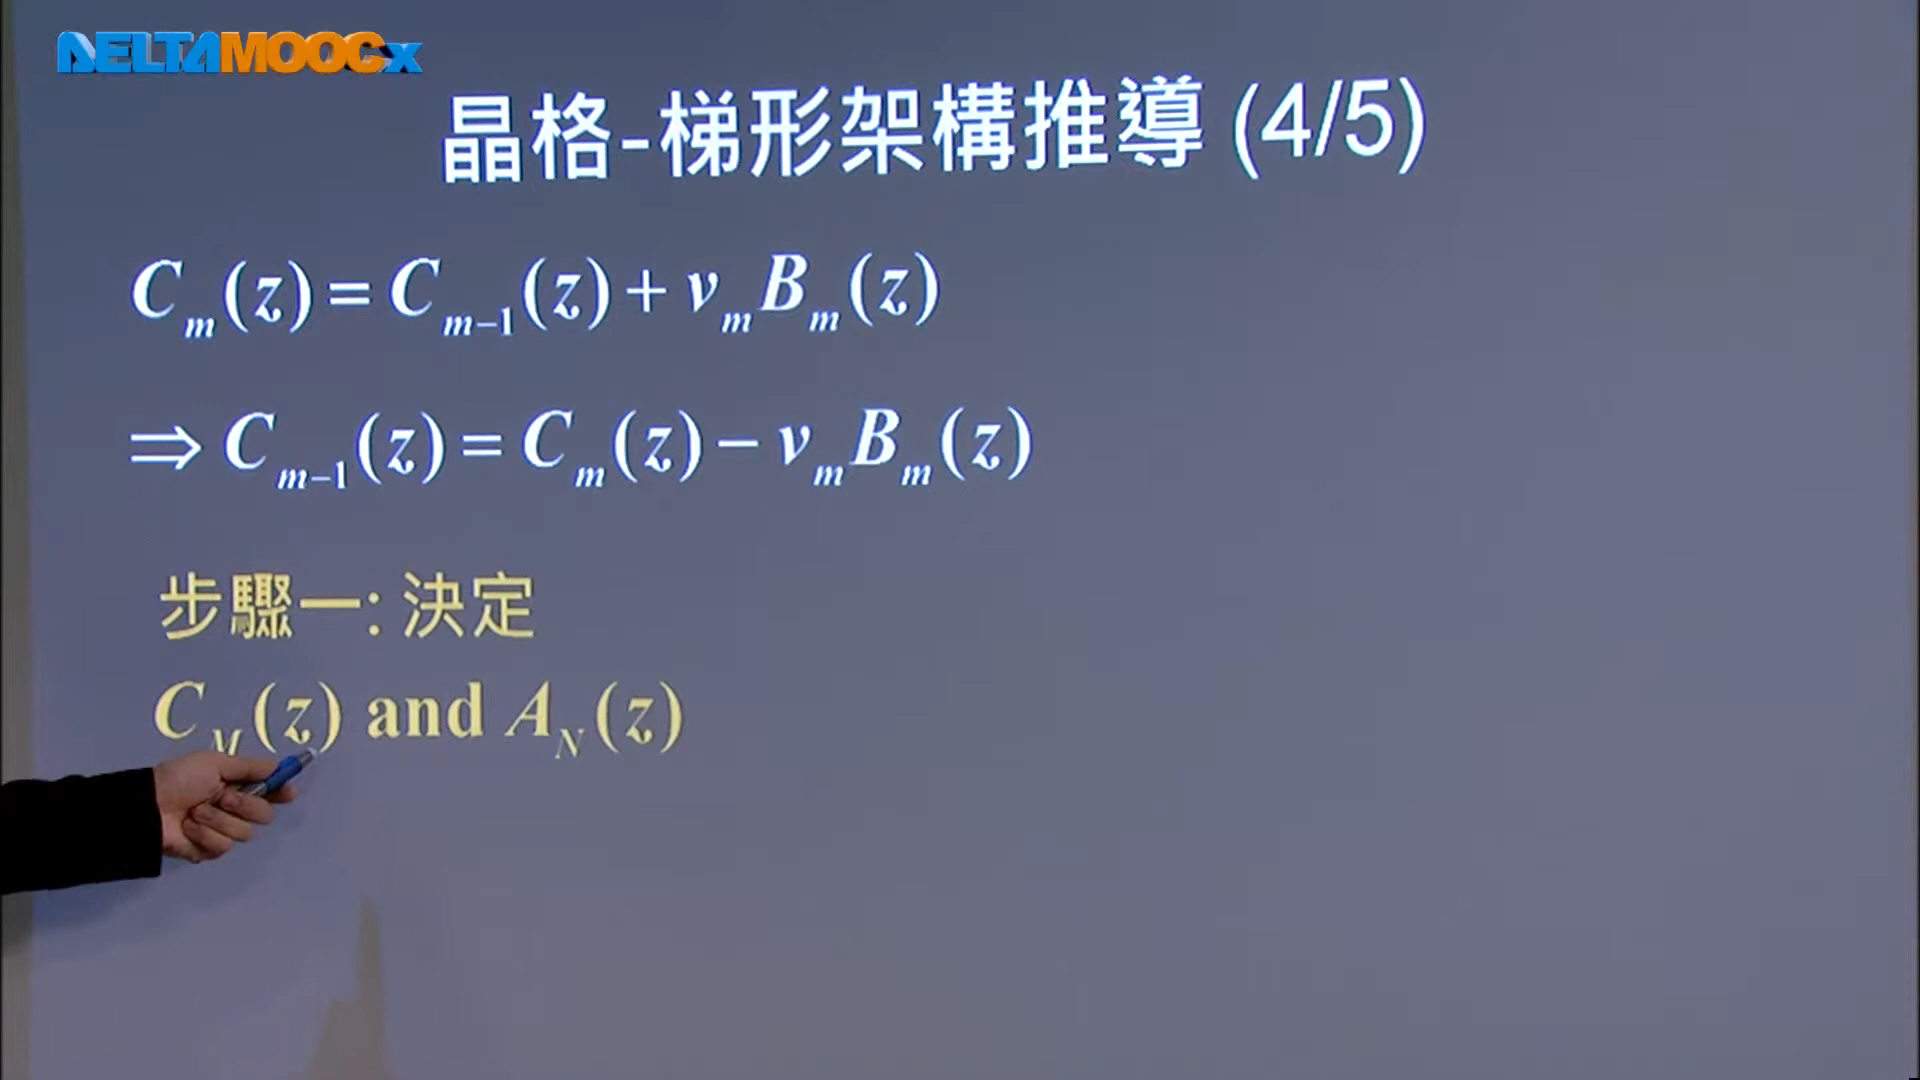 DELTAMOOCx
晶格-梯形架構推導 (4/5)
C_m(z) = C_{m-1}(z) + v_m B_m(z)
⇒ C_{m-1}(z) = C_m(z) − v_m B_m(z)
步驟一: 決定
C_M(z) and A_N(z)